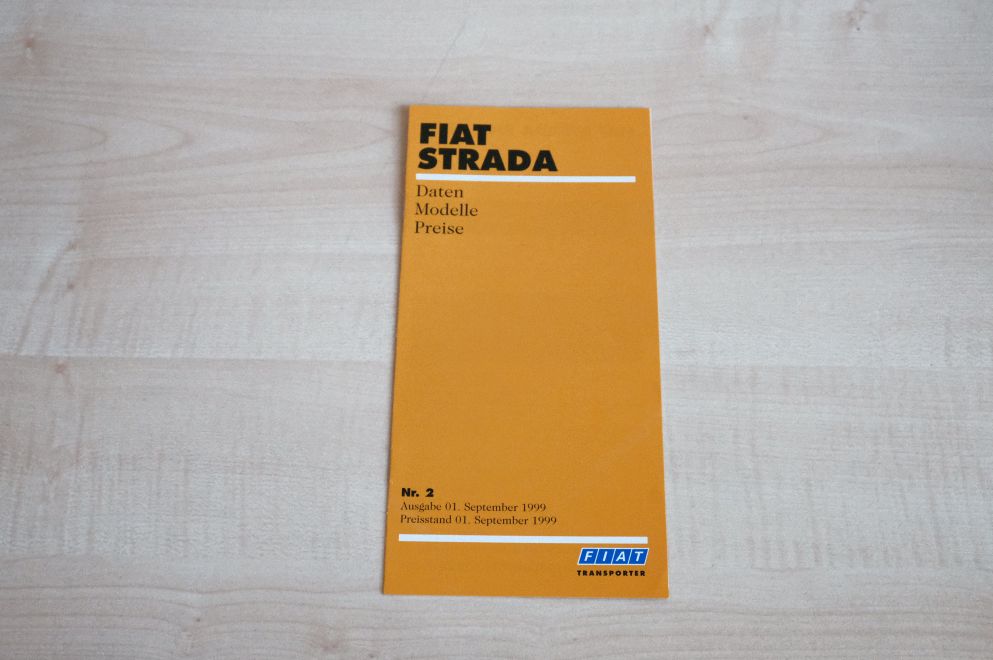 FIAT
STRADA
Daten
Modelle
Preise
Nr. 2
Ausgabe 01. September 1999
Preisstand 01. September 1999
FIAT
TRANSPORTER